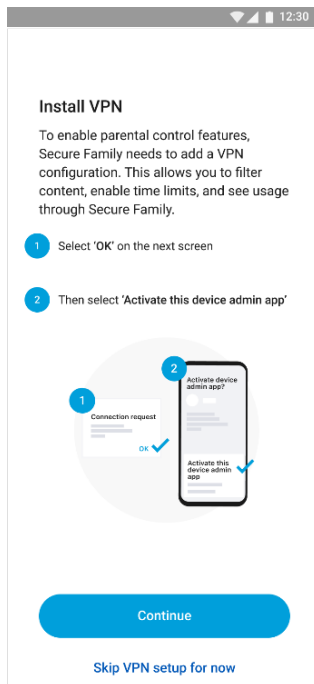 12:30
Install VPN
To enable parental control features,
Secure Family needs to add a VPN
configuration. This allows you to filter
content, enable time limits, and see usage
through Secure Family.
1 Select 'OK' on the next screen
2 Then select 'Activate this device admin app'
2
Activate device
admin app?
1
Connection request
OK
Activate this
device admin
app
Continue
Skip VPN setup for now